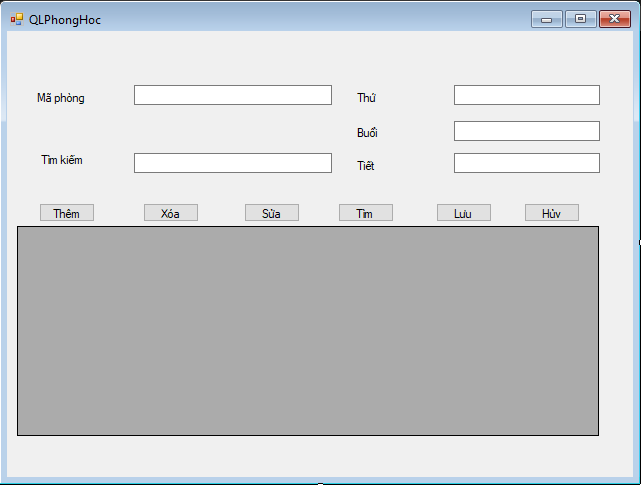 QLPhongHoc
Mã phòng
Thứ
Buổi
Tìm kiếm
Tiết
Thêm
Xóa
Sửa
Tìm
Lưu
Hủy